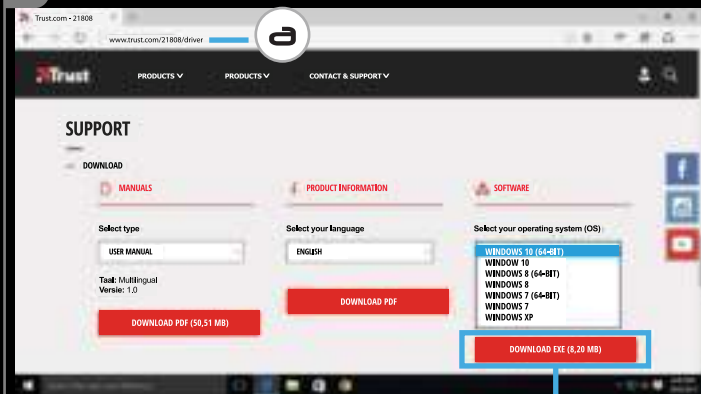 Trust.com - 21808
www.trust.com/21808/driver
a
Trust
PRODUCTS
PRODUCTS
CONTACT & SUPPORT
SUPPORT
DOWNLOAD
MANUALS
PRODUCT INFORMATION
SOFTWARE
Select type
Select your language
Select your operating system (OS)
USER MANUAL
ENGLISH
WINDOWS 10 (64-BIT)
WINDOW 10
WINDOWS 8 (64-BIT)
WINDOWS 8
WINDOWS 7 (64-BIT)
WINDOWS 7
WINDOWS XP
Taal: Multilingual
Versie: 1.0
DOWNLOAD PDF (50,51 MB)
DOWNLOAD PDF
DOWNLOAD EXE (8,20 MB)